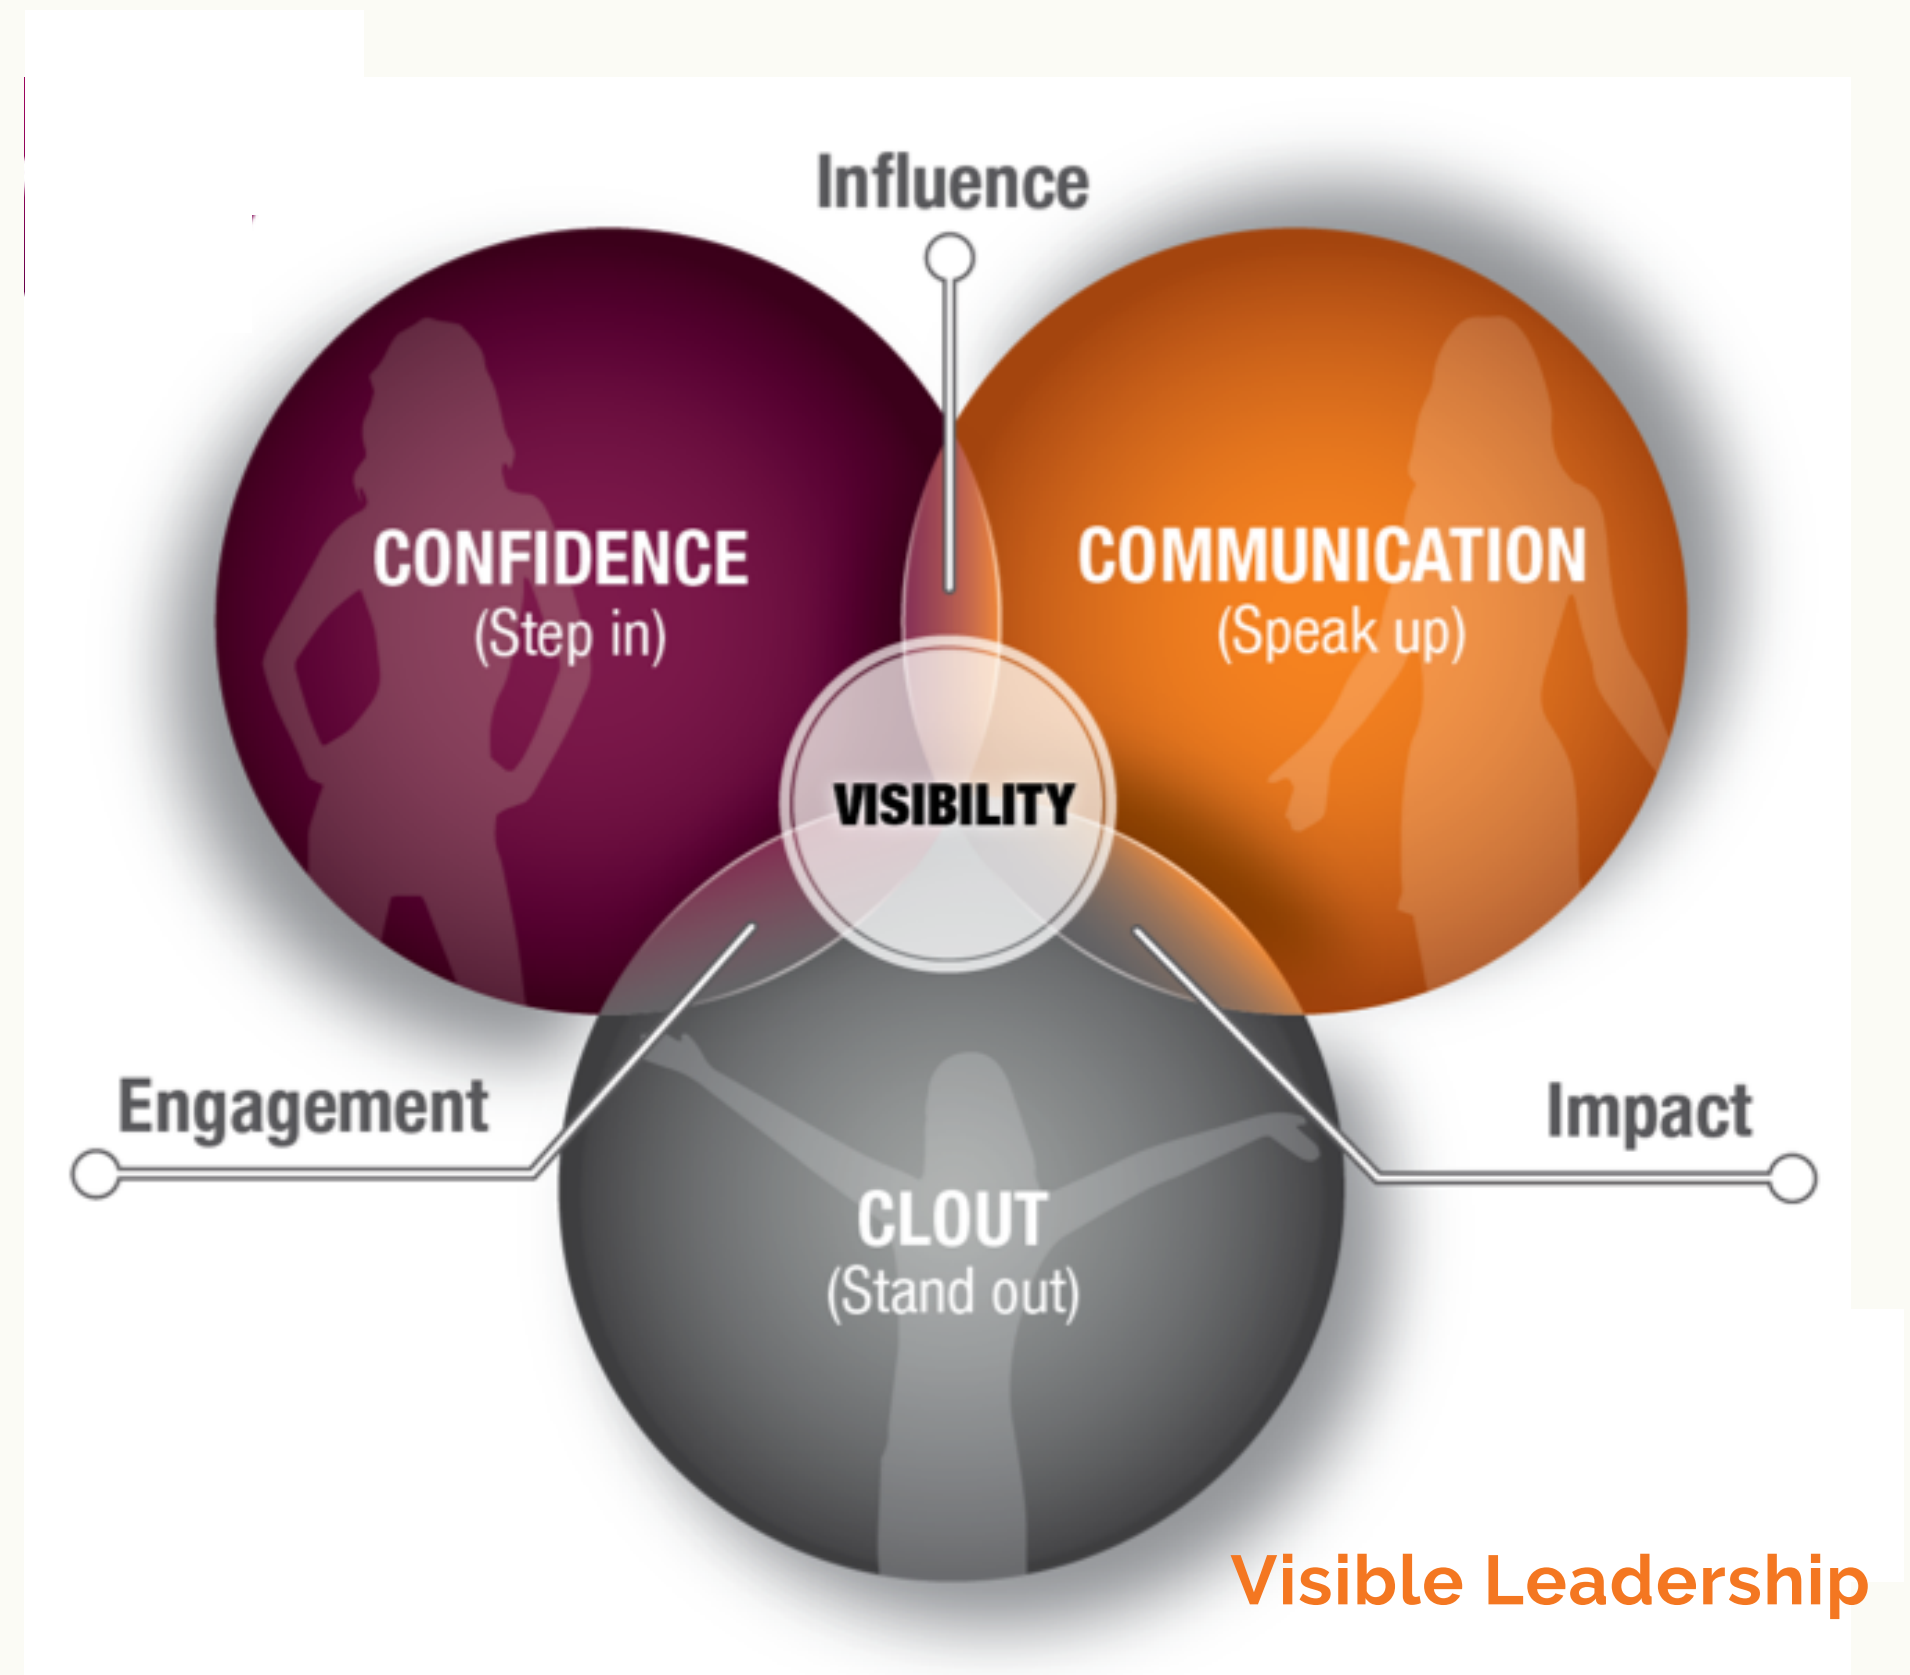 Influence
CONFIDENCE
(Step in)
COMMUNICATION
(Speak up)
VISIBILITY
Engagement
Impact
CLOUT
(Stand out)
Visible Leadership